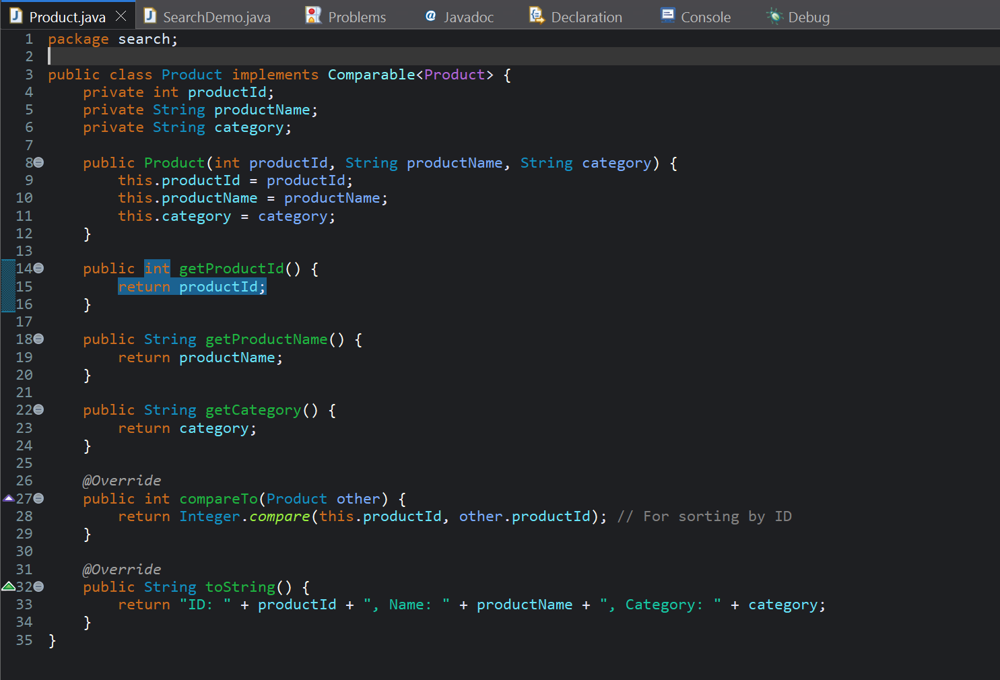 Product.java SearchDemo.java Problems @ Javadoc Declaration Console Debug
1 package search;
2
3 public class Product implements Comparable<Product> {
4     private int productId;
5     private String productName;
6     private String category;
7
8     public Product(int productId, String productName, String category) {
9         this.productId = productId;
10         this.productName = productName;
11         this.category = category;
12     }
13
14     public int getProductId() {
15         return productId;
16     }
17
18     public String getProductName() {
19         return productName;
20     }
21
22     public String getCategory() {
23         return category;
24     }
25
26     @Override
27     public int compareTo(Product other) {
28         return Integer.compare(this.productId, other.productId); // For sorting by ID
29     }
30
31     @Override
32     public String toString() {
33         return "ID: " + productId + ", Name: " + productName + ", Category: " + category;
34     }
35 }